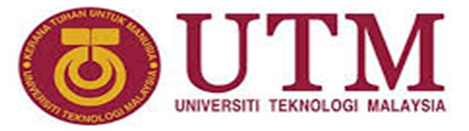 KERANA TUHAN UNTUK MANUSIA
UNIVERSITI TEKNOLOGI MALAYSIA
UTM
UNIVERSITI TEKNOLOGI MALAYSIA